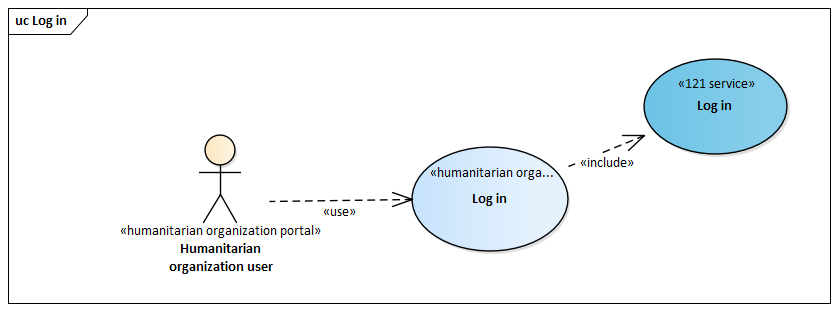 uc Log in
«121 service»
Log in
«include»
«humanitarian orga...
Log in
«use»
«humanitarian organization portal»
Humanitarian
organization user